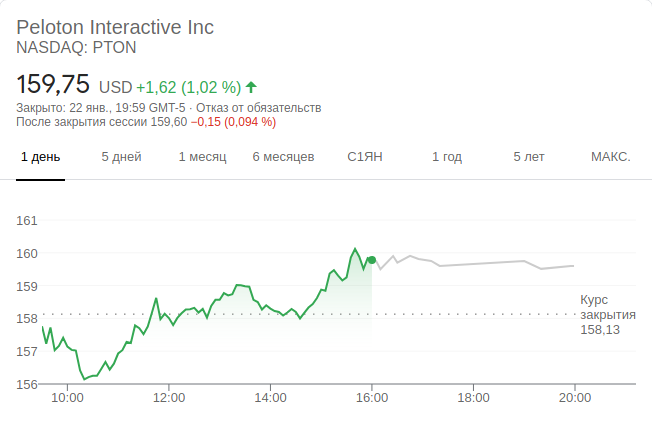 Peloton Interactive Inc
NASDAQ: PTON
159,75 USD +1,62 (1,02 %)
Закрыто: 22 янв., 19:59 GMT-5 · Отказ от обязательств
После закрытия сессии 159,60 −0,15 (0,094 %)
1 день 5 дней 1 месяц 6 месяцев С1ЯН 1 год 5 лет МАКС.
161
160
159
158
157
156
Курс
закрытия
158,13
10:00 12:00 14:00 16:00 18:00 20:00